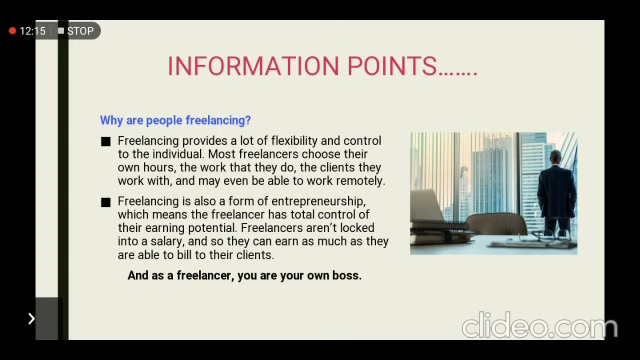 12:15 STOP
INFORMATION POINTS.......
Why are people freelancing?
■ Freelancing provides a lot of flexibility and control
to the individual. Most freelancers choose their
own hours, the work that they do, the clients they
work with, and may even be able to work remotely.
■ Freelancing is also a form of entrepreneurship,
which means the freelancer has total control of
their earning potential. Freelancers aren't locked
into a salary, and so they can earn as much as they
are able to bill to their clients.
And as a freelancer, you are your own boss.
clideo.com